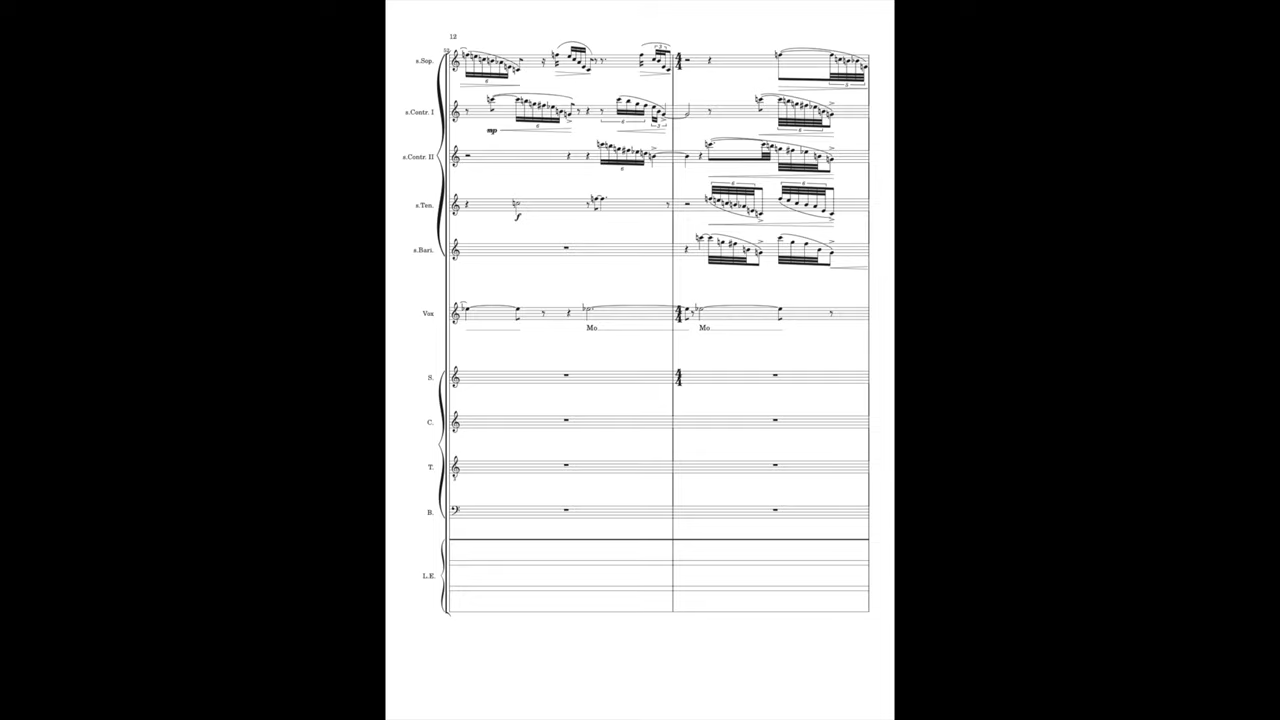 12
s.Sop.
s.Contr. I
mp
s.Contr. II
s.Ten.
f
s.Bari.
Vox
Mo Mo
S.
C.
T.
B.
L.E.